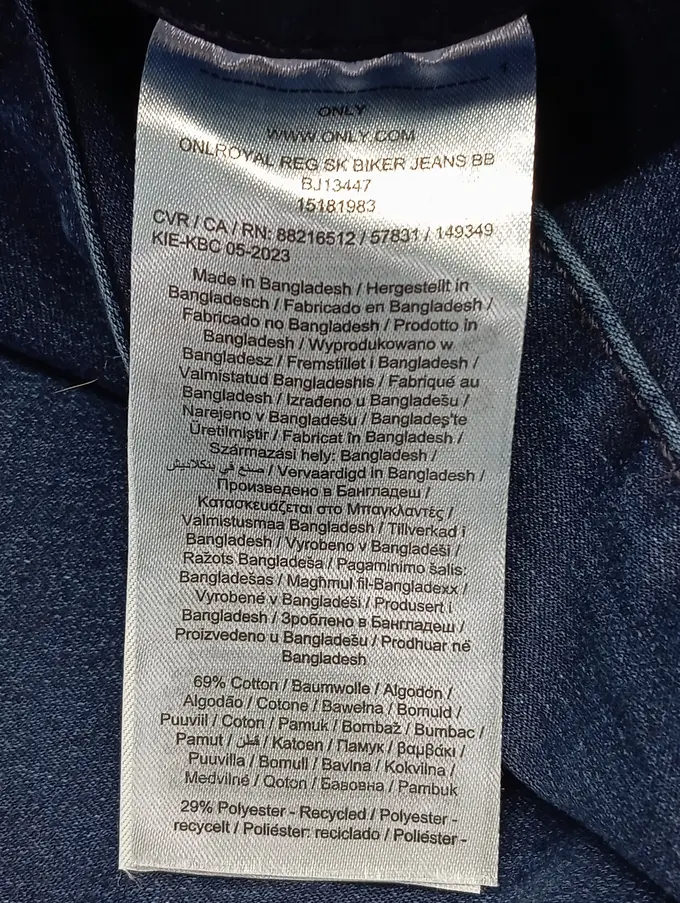 ONLY
WWW.ONLY.COM
ONLROYAL REG SK BIKER JEANS BB
BJ13447
15181983
CVR / CA / RN: 88216512 / 57831 / 149349
KIE-KBC 05-2023
Made in Bangladesh / Hergestellt in
Bangladesch / Fabricado en Bangladesh /
Fabricado no Bangladesh / Prodotto in
Bangladesh / Wyprodukowano w
Bangladesz / Fremstillet i Bangladesh /
Valmistatud Bangladeshis / Fabriqué au
Bangladesh / Izrađeno u Bangladešu /
Narejeno v Bangladešu / Bangladeş'te
Üretilmiştir / Fabricat în Bangladesh /
Származási hely: Bangladesh /
صنع في بنكلاديش / Vervaardigd in Bangladesh /
Произведено в Бангладеш /
Κατασκευάζεται στο Μπαγκλαντές /
Valmistusmaa Bangladesh / Tillverkad i
Bangladesh / Vyrobeno v Bangladéši /
Ražots Bangladeša / Pagaminimo šalis:
Bangladešas / Magħmul fil-Bangladexx /
Vyrobené v Bangladéši / Produsert i
Bangladesh / Зроблено в Бангладеш /
Proizvedeno u Bangladešu / Prodhuar në
Bangladesh
69% Cotton / Baumwolle / Algodón /
Algodão / Cotone / Bawełna / Bomuld /
Puuvill / Coton / Pamuk / Bombaž / Bumbac /
Pamut / قطن / Katoen / Памук / βαμβάκι /
Puuvilla / Bomull / Bavlna / Kokvilna /
Medvilnė / Qoton / Бавовна / Pambuk
29% Polyester - Recycled / Polyester -
recycelt / Poliéster: reciclado / Poliéster -